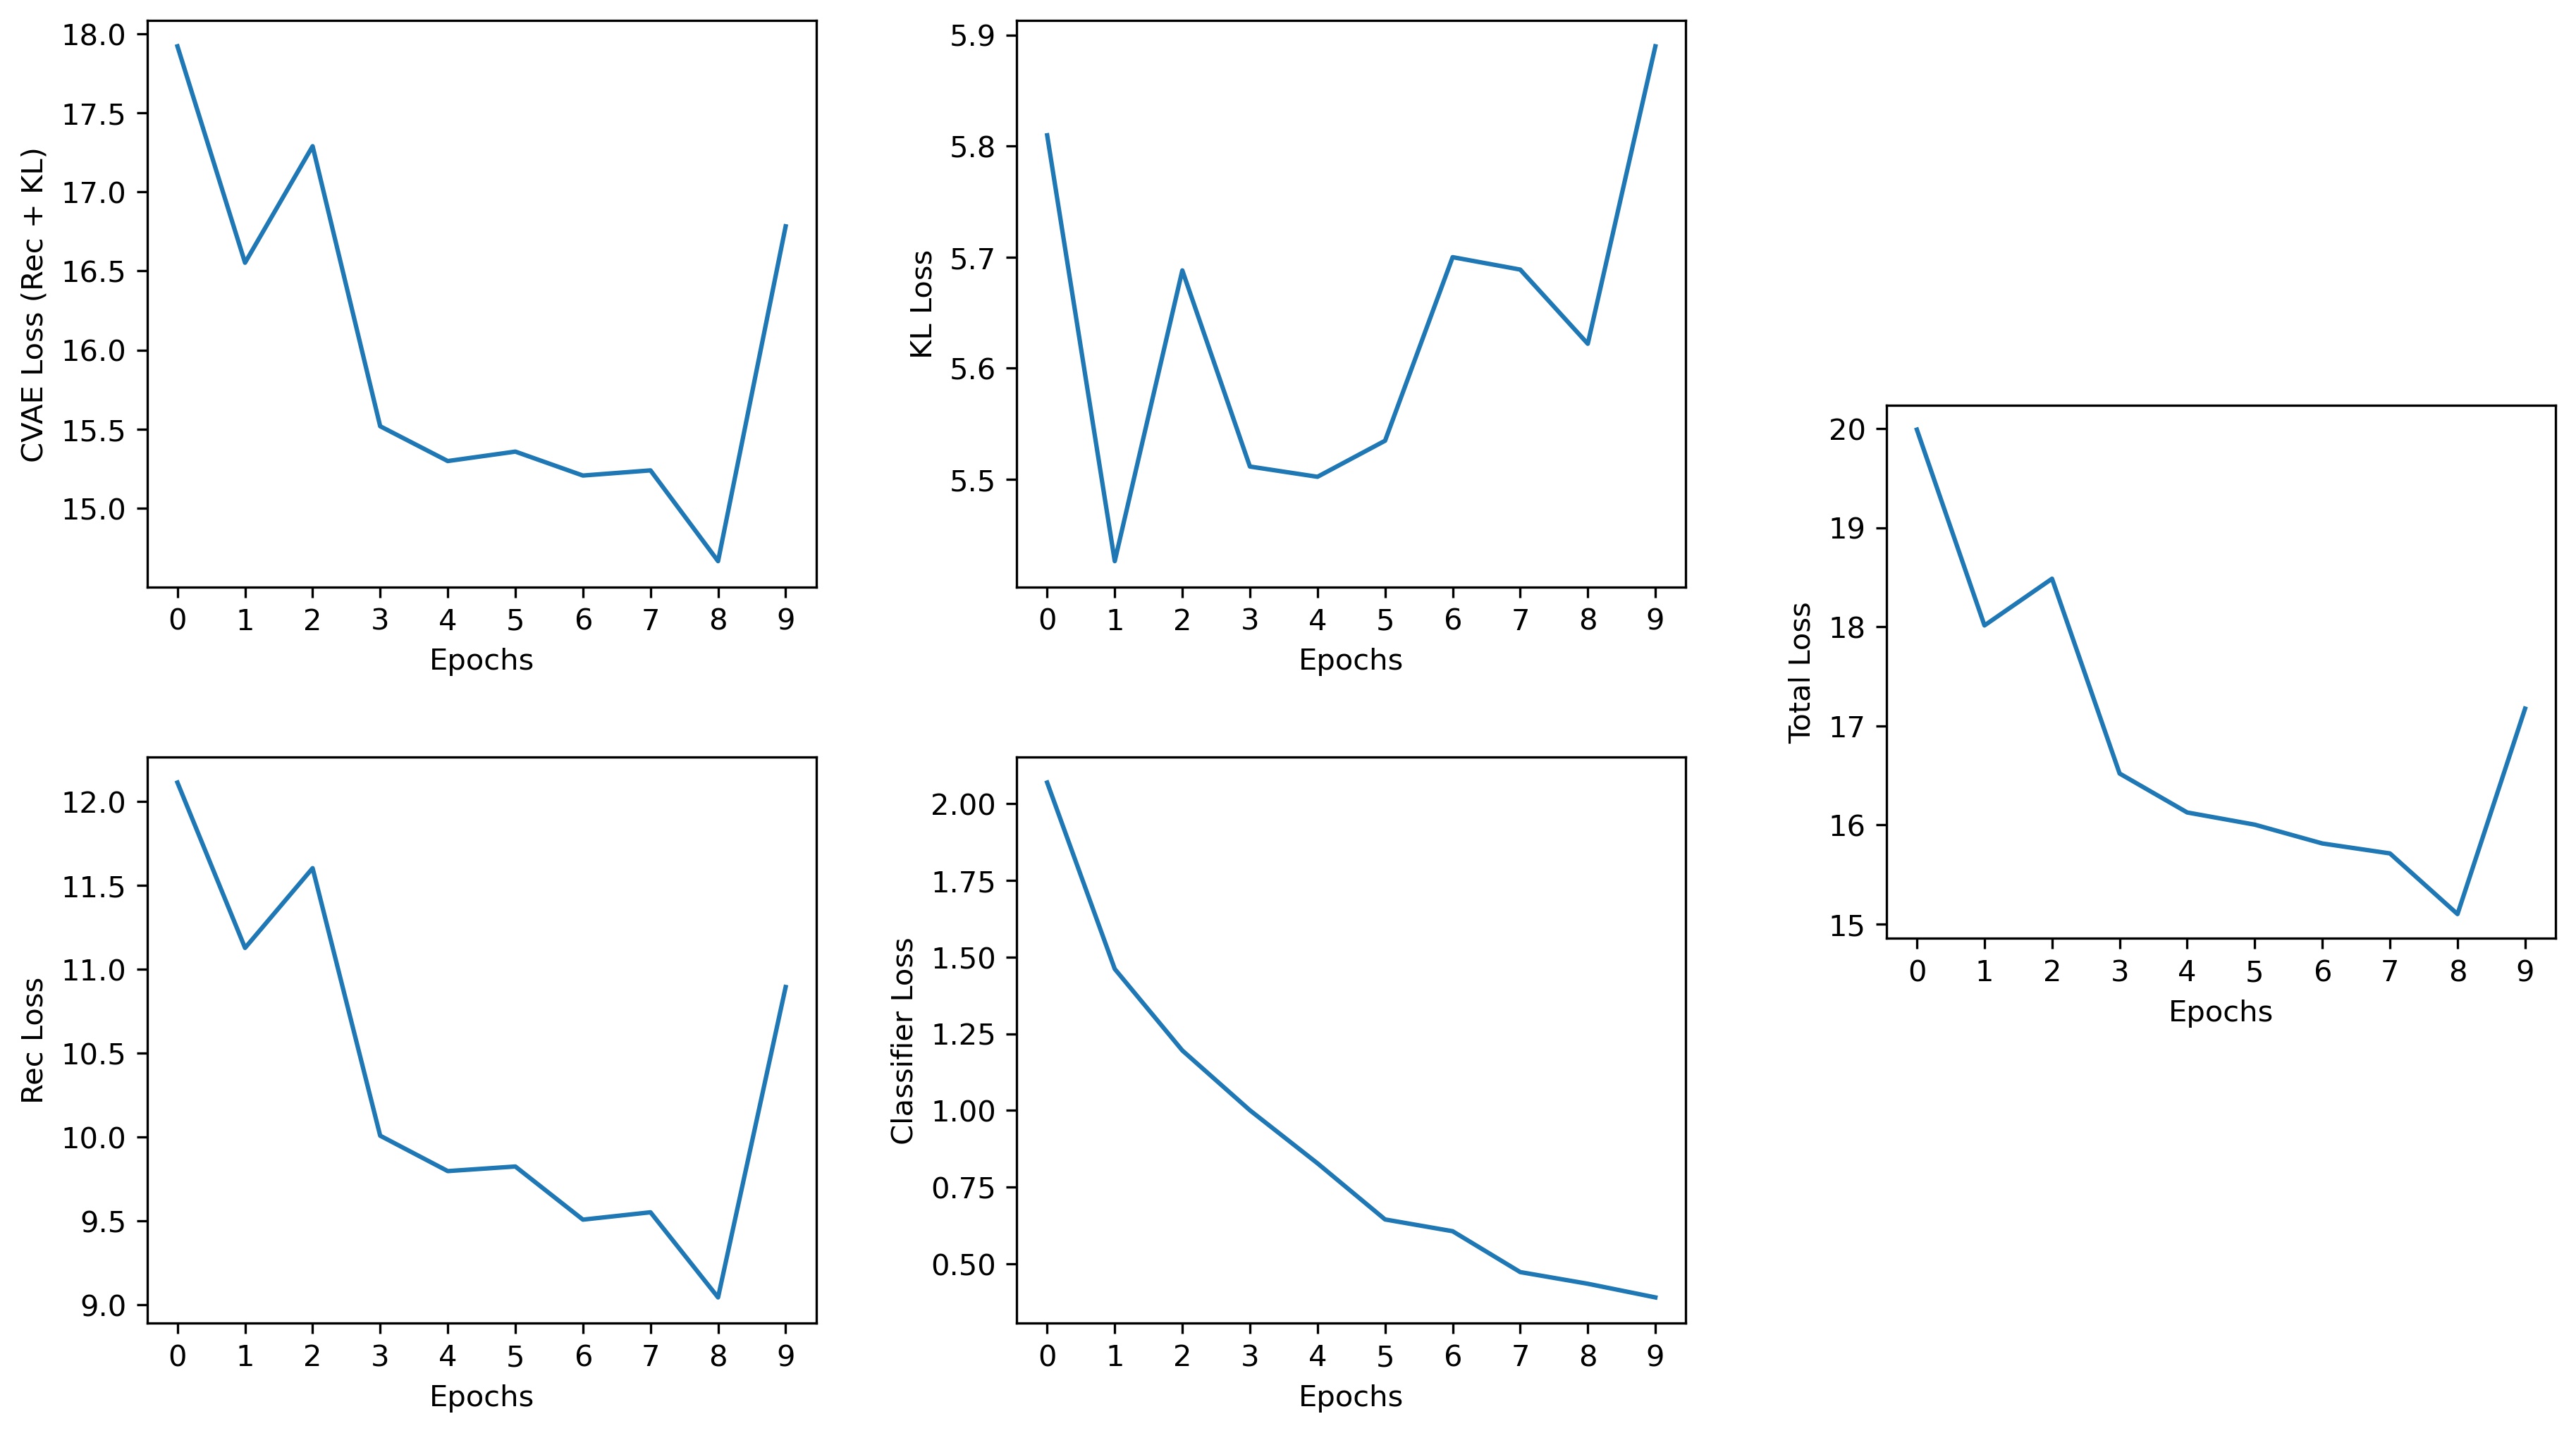 CVAE Loss (Rec + KL)
18.0
17.5
17.0
16.5
16.0
15.5
15.0
0 1 2 3 4 5 6 7 8 9
Epochs
KL Loss
5.9
5.8
5.7
5.6
5.5
0 1 2 3 4 5 6 7 8 9
Epochs
Rec Loss
12.0
11.5
11.0
10.5
10.0
9.5
9.0
0 1 2 3 4 5 6 7 8 9
Epochs
Classifier Loss
2.00
1.75
1.50
1.25
1.00
0.75
0.50
0 1 2 3 4 5 6 7 8 9
Epochs
Total Loss
20
19
18
17
16
15
0 1 2 3 4 5 6 7 8 9
Epochs